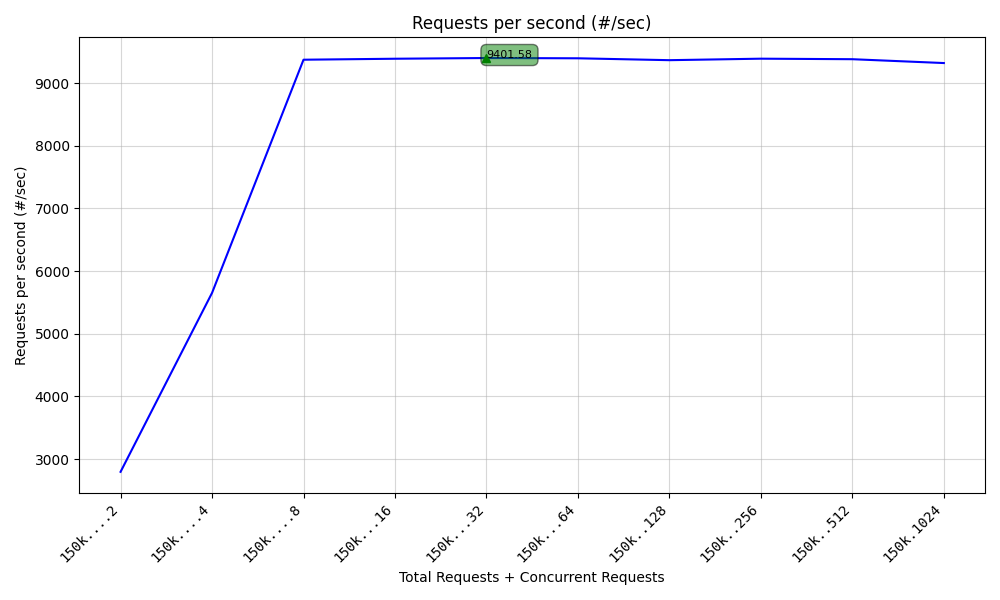 Requests per second (#/sec)
9401.58
9000
8000
7000
6000
5000
4000
3000
Requests per second (#/sec)
150k....2
150k....4
150k....8
150k...16
150k...32
150k...64
150k..128
150k..256
150k..512
150k.1024
Total Requests + Concurrent Requests